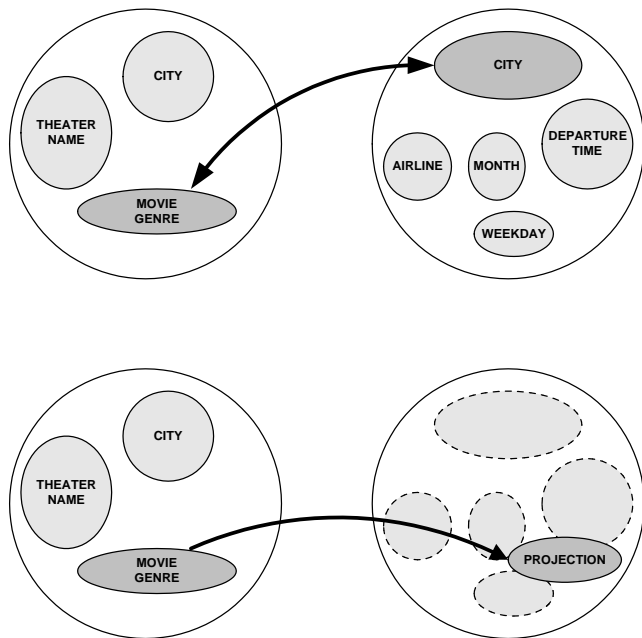 CITY
THEATER
NAME
MOVIE
GENRE
CITY
DEPARTURE
TIME
AIRLINE
MONTH
WEEKDAY
CITY
THEATER
NAME
MOVIE
GENRE
PROJECTION